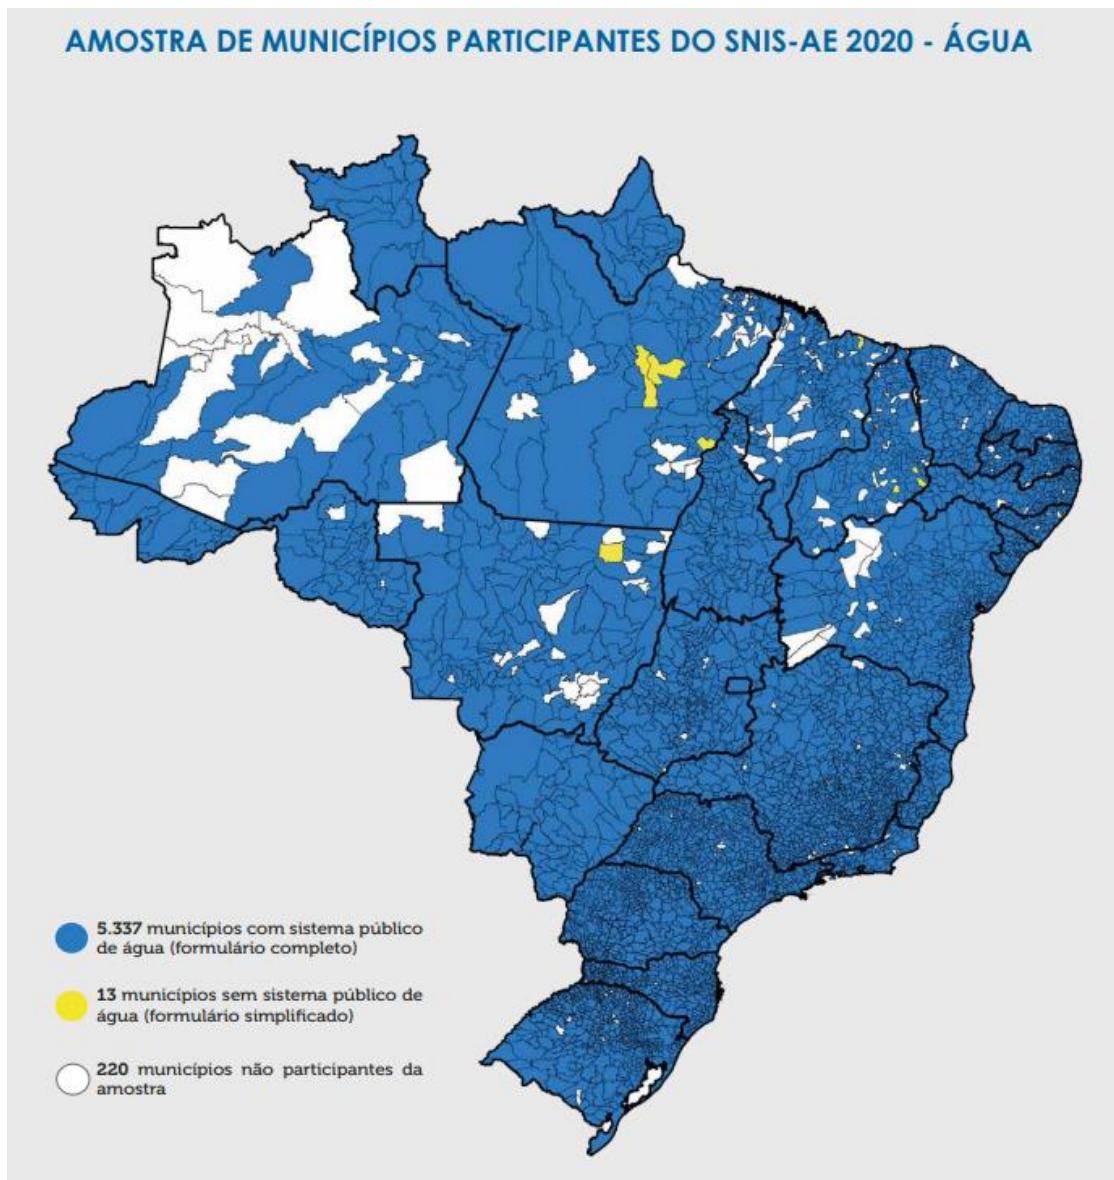 AMOSTRA DE MUNICÍPIOS PARTICIPANTES DO SNIS-AE 2020 - ÁGUA
5.337 municípios com sistema público
de água (formulário completo)
13 municípios sem sistema público de
água (formulário simplificado)
220 municípios não participantes da
amostra